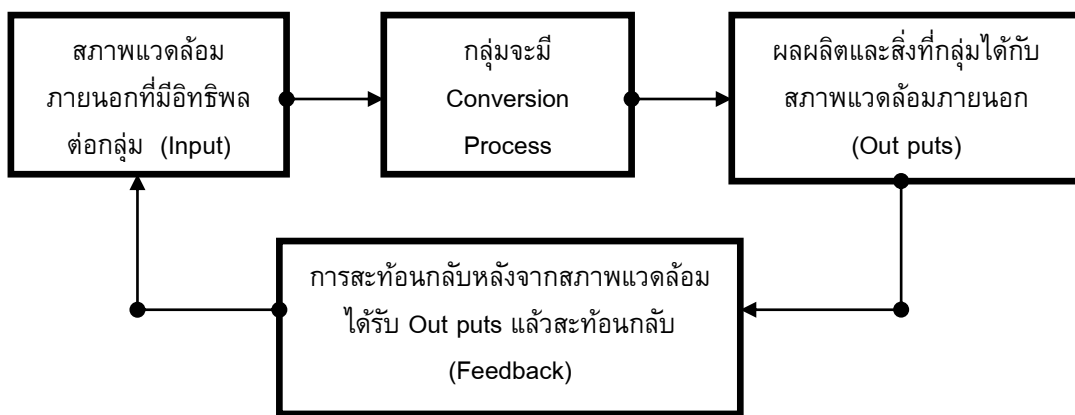 สภาพแวดล้อม
ภายนอกที่มีอิทธิพล
ต่อกลุ่ม (Input)
กลุ่มจะมี
Conversion
Process
ผลผลิตและสิ่งที่กลุ่มได้กับ
สภาพแวดล้อมภายนอก
(Out puts)
การสะท้อนกลับหลังจากสภาพแวดล้อม
ได้รับ Out puts แล้วสะท้อนกลับ
(Feedback)